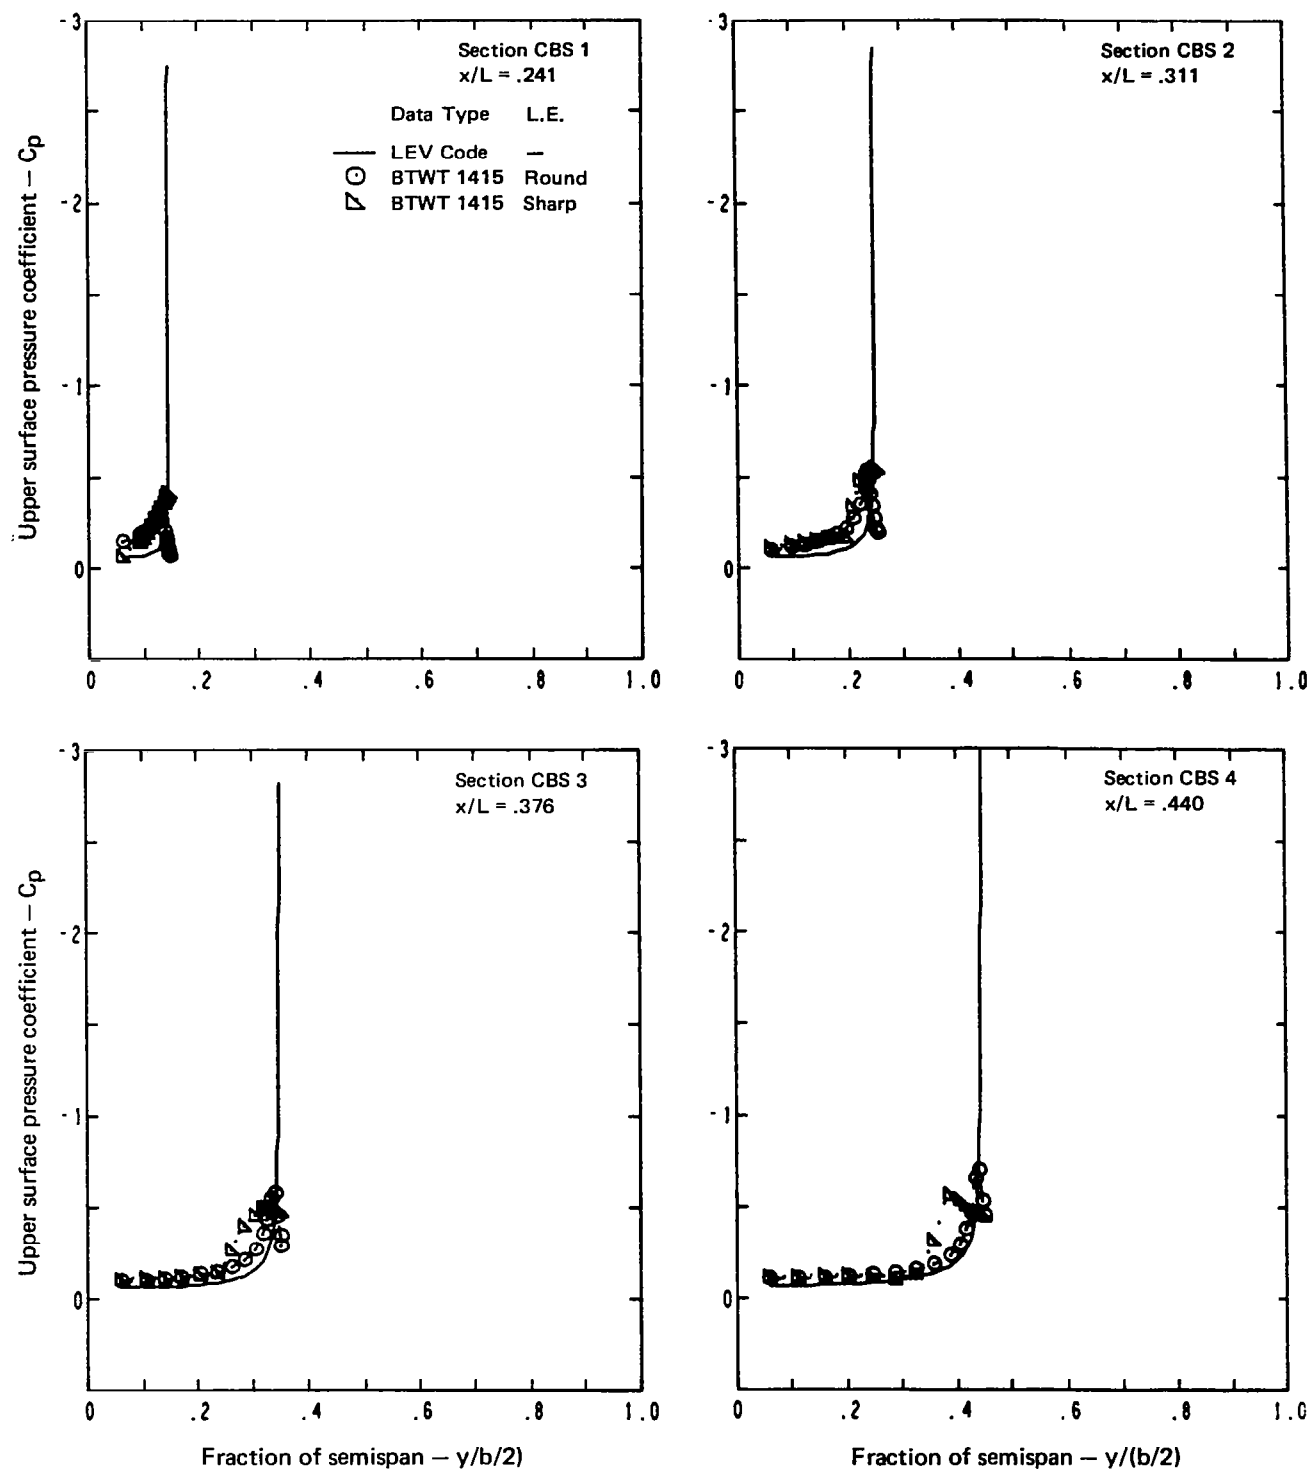 Section CBS 1
x/L = .241
Data Type L.E.
LEV Code –
BTWT 1415 Round
BTWT 1415 Sharp
Upper surface pressure coefficient – Cp
-3
-2
-1
0
0 .2 .4 .6 .8 1.0
Section CBS 2
x/L = .311
-3
-2
-1
0
0 .2 .4 .6 .8 1.0
Section CBS 3
x/L = .376
Upper surface pressure coefficient – Cp
-3
-2
-1
0
0 .2 .4 .6 .8 1.0
Fraction of semispan – y/b/2)
Section CBS 4
x/L = .440
-3
-2
-1
0
0 .2 .4 .6 .8 1.0
Fraction of semispan – y/(b/2)